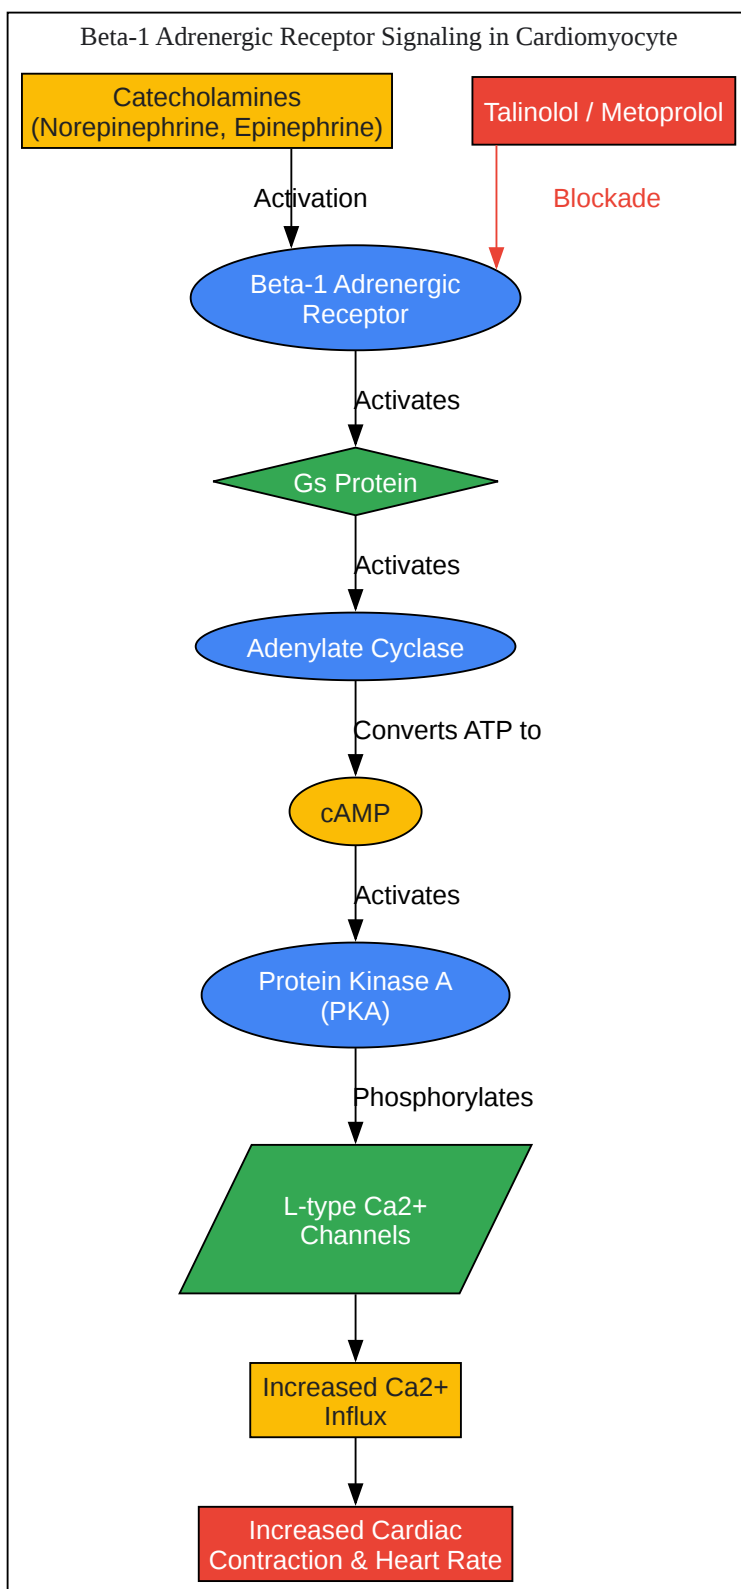 Beta-1 Adrenergic Receptor Signaling in Cardiomyocyte
Catecholamines
(Norepinephrine, Epinephrine)
Talinolol / Metoprolol
Activation
Blockade
Beta-1 Adrenergic
Receptor
Activates
Gs Protein
Activates
Adenylate Cyclase
Converts ATP to
cAMP
Activates
Protein Kinase A
(PKA)
Phosphorylates
L-type Ca2+
Channels
Increased Ca2+
Influx
Increased Cardiac
Contraction & Heart Rate